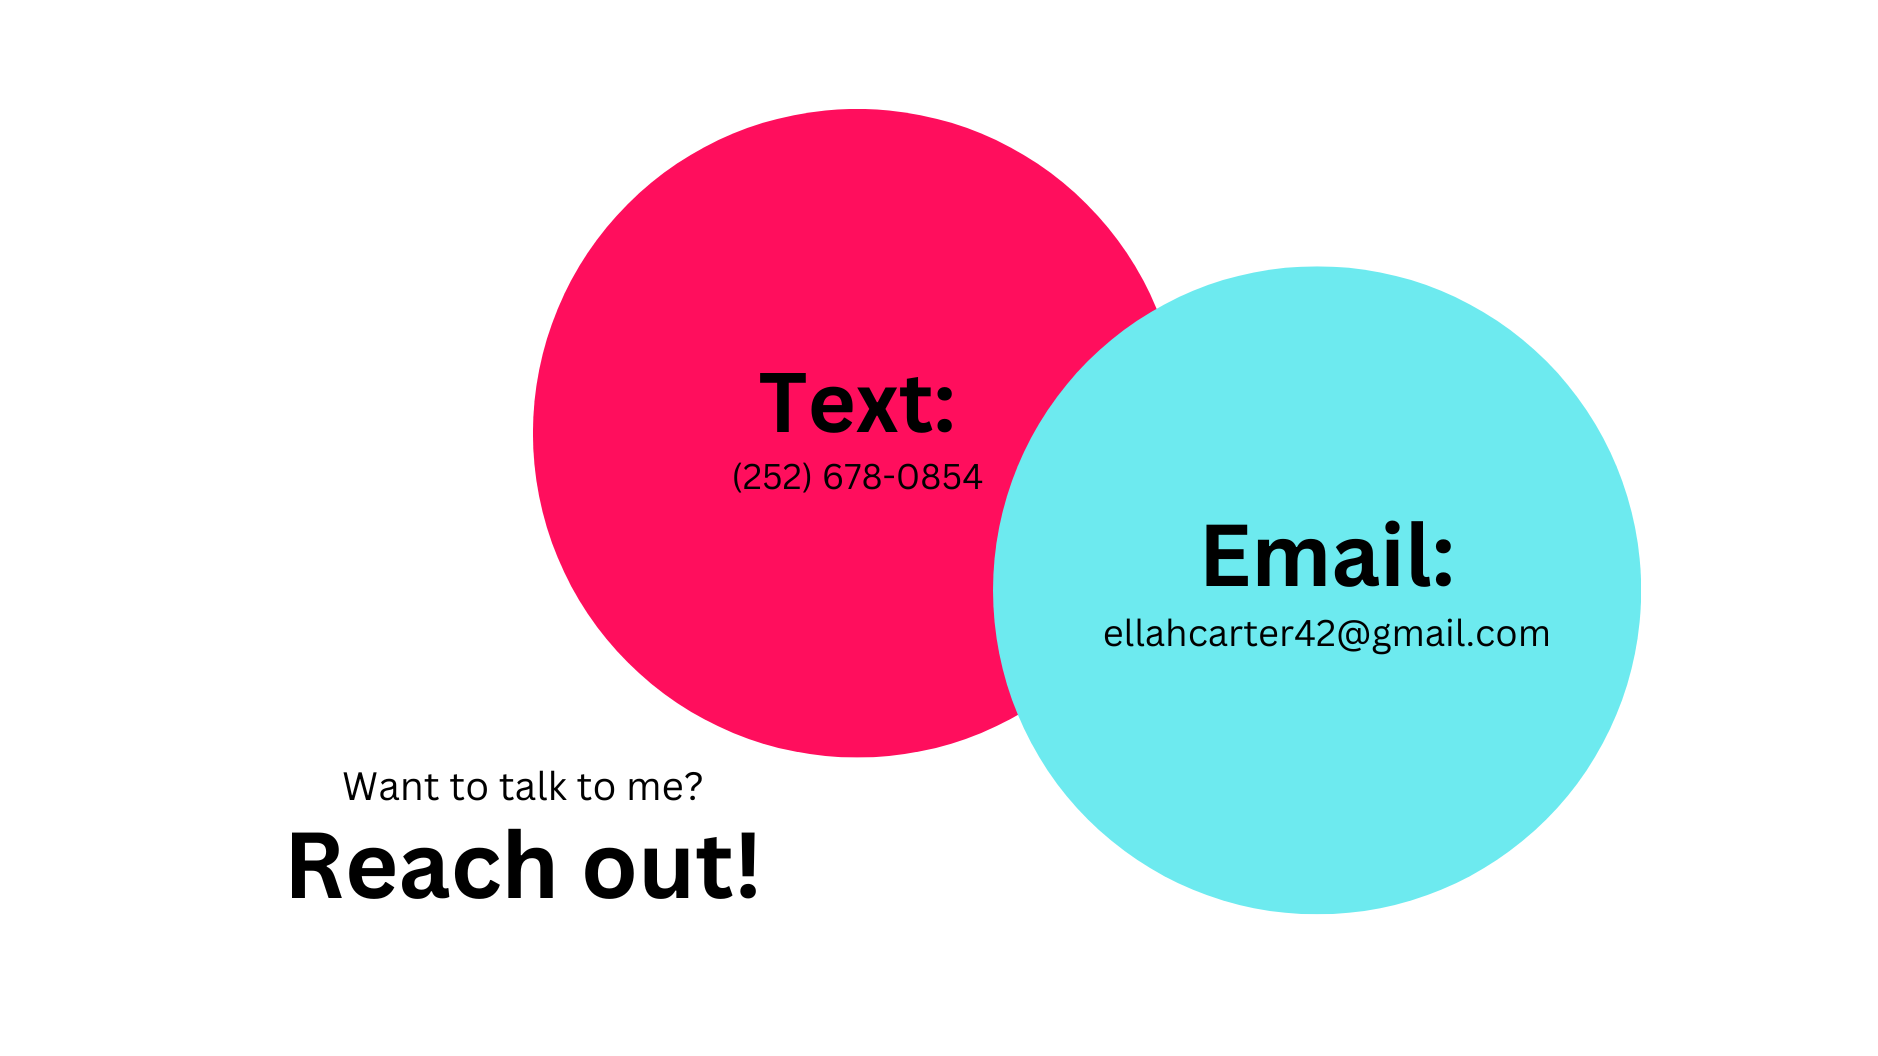 Text:
(252) 678-0854
Email:
ellahcarter42@gmail.com
Want to talk to me?
Reach out!